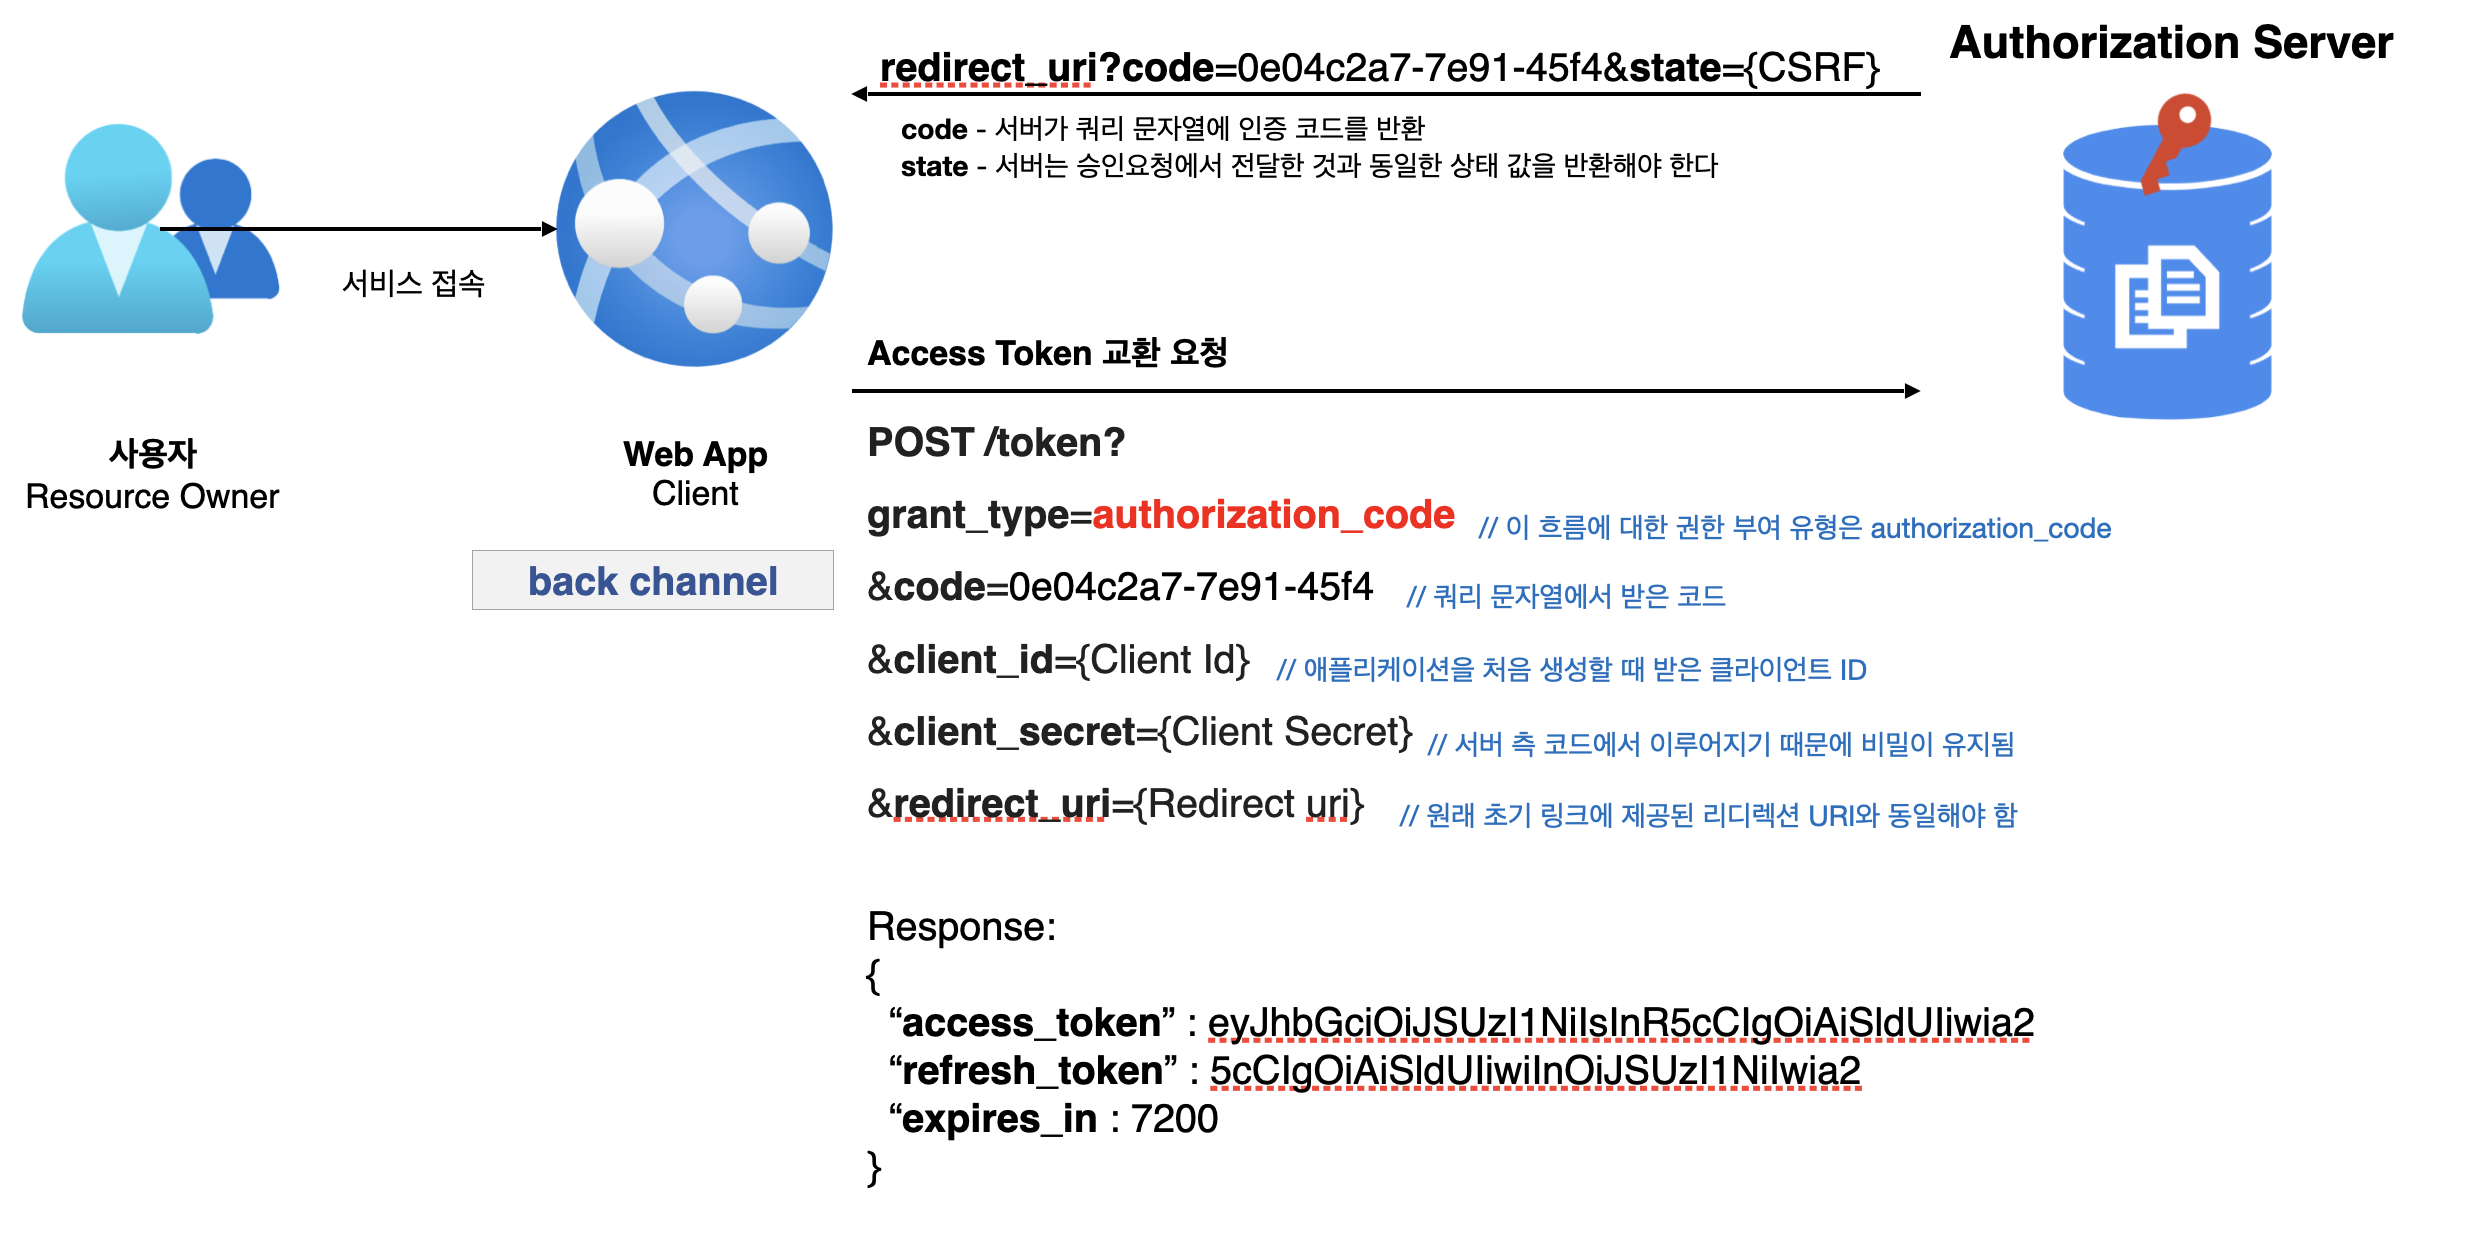 Authorization Server
redirect_uri?code=0e04c2a7-7e91-45f4&state={CSRF}
code - 서버가 쿼리 문자열에 인증 코드를 반환
state - 서버는 승인요청에서 전달한 것과 동일한 상태 값을 반환해야 한다
서비스 접속
사용자
Resource Owner
Web App
Client
back channel
Access Token 교환 요청
POST /token?
grant_type=authorization_code // 이 흐름에 대한 권한 부여 유형은 authorization_code
&code=0e04c2a7-7e91-45f4 // 쿼리 문자열에서 받은 코드
&client_id={Client Id} // 애플리케이션을 처음 생성할 때 받은 클라이언트 ID
&client_secret={Client Secret} // 서버 측 코드에서 이루어지기 때문에 비밀이 유지됨
&redirect_uri={Redirect uri} // 원래 초기 링크에 제공된 리디렉션 URI와 동일해야 함
Response:
{
“access_token” : eyJhbGciOiJSUzI1NiIsInR5cCIgOiAiSldUIiwia2
“refresh_token” : 5cCIgOiAiSldUIiwiInOiJSUzI1NiIwia2
“expires_in : 7200
}